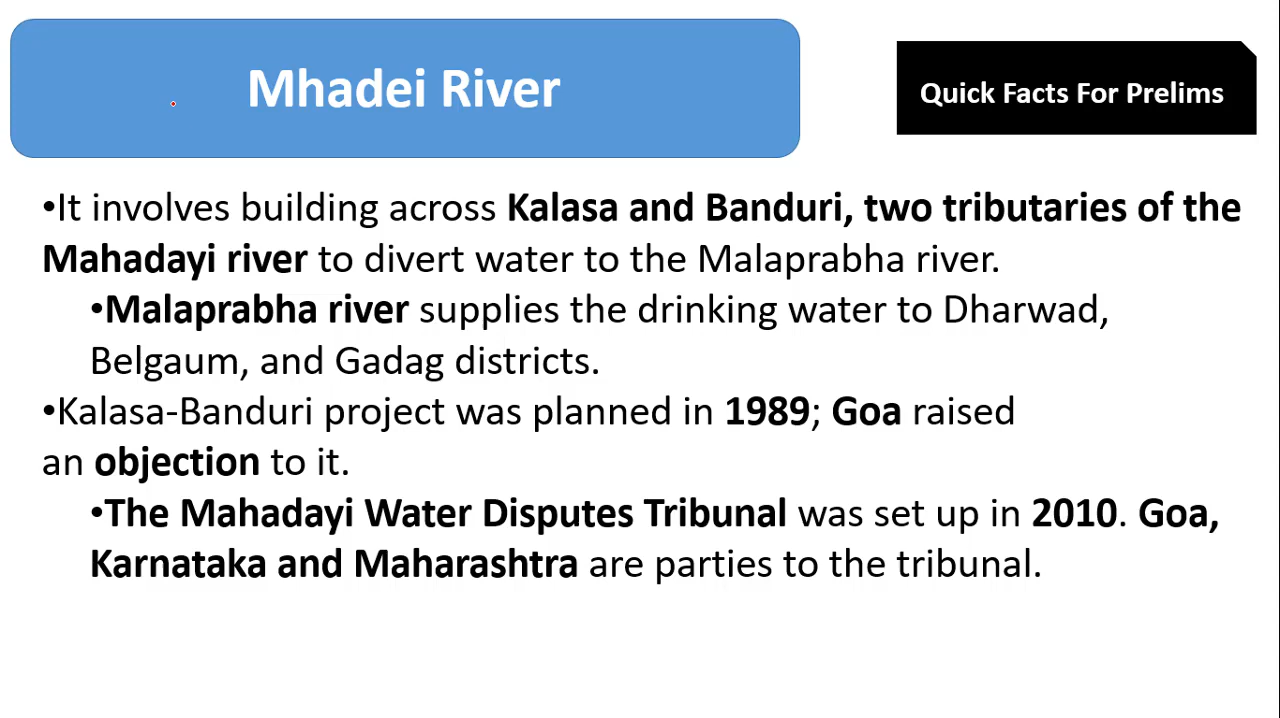 Mhadei River
Quick Facts For Prelims
•It involves building across Kalasa and Banduri, two tributaries of the
Mahadayi river to divert water to the Malaprabha river.
•Malaprabha river supplies the drinking water to Dharwad,
Belgaum, and Gadag districts.
•Kalasa-Banduri project was planned in 1989; Goa raised
an objection to it.
•The Mahadayi Water Disputes Tribunal was set up in 2010. Goa,
Karnataka and Maharashtra are parties to the tribunal.